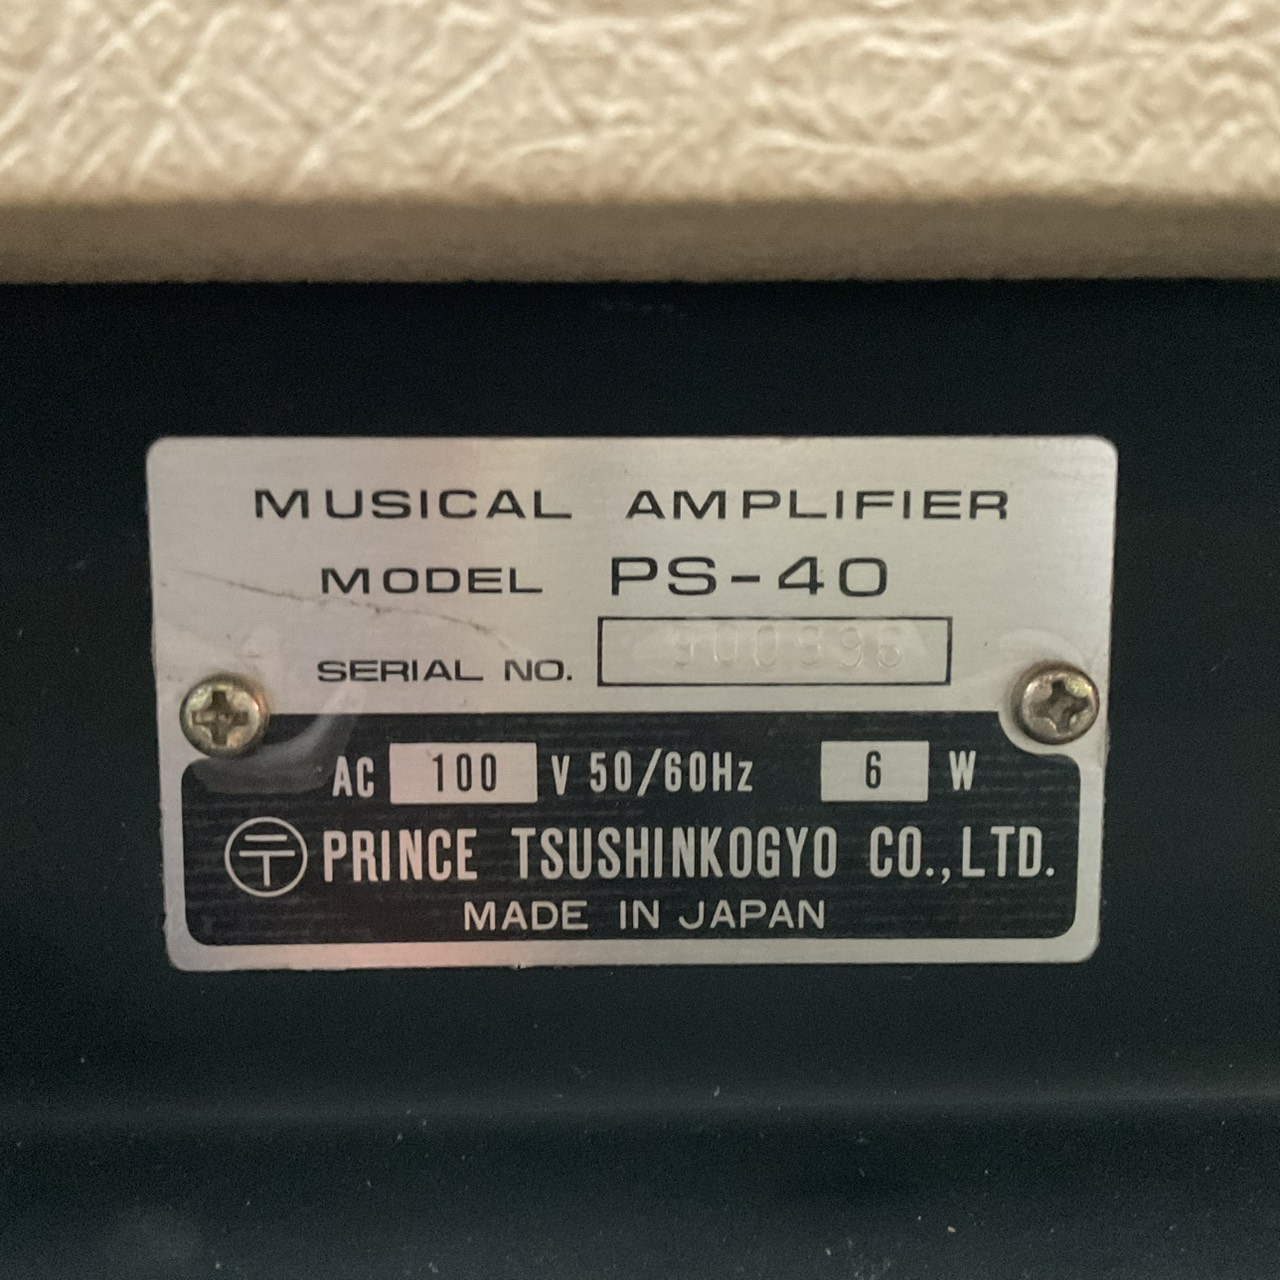 MUSICAL AMPLIFIER
MODEL PS-40
SERIAL NO.
AC 100 V 50/60Hz 6 W
〒 PRINCE TSUSHINKOGYO CO., LTD.
MADE IN JAPAN